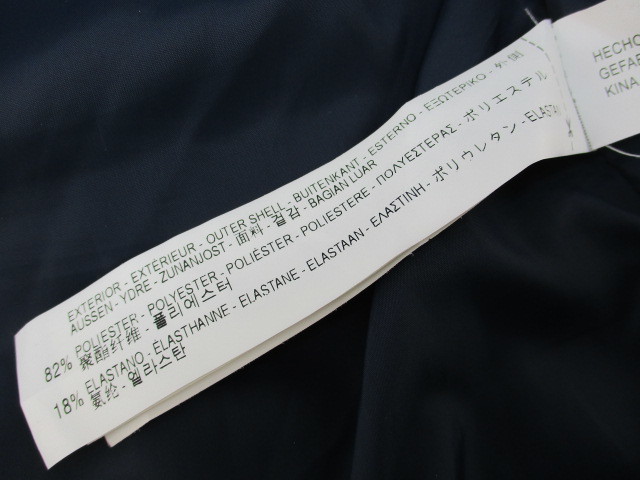 EXTERIOR - EXTERIEUR - OUTER SHELL - BUITENKANT - ESTERNO - ΕΞΩΤΕΡΙΚΟ -
AUSSEN - YDRE - ZUNANJOST - 面料 - 겉감 - BAGIAN LUAR
82% POLIESTER - POLYESTER - POLIESTER - POLIESTERE - ΠΟΛΥΕΣΤΕΡΑΣ - ポリエステル
聚酯纤维 - 폴리에스터
18% ELASTANO - ELASTHANNE - ELASTANE - ELASTAAN - ΕΛΑΣΤΙΝΗ - ポリウレタン - ELAST
氨纶 - 엘라스탄
HECHO
GEFAB
KINA